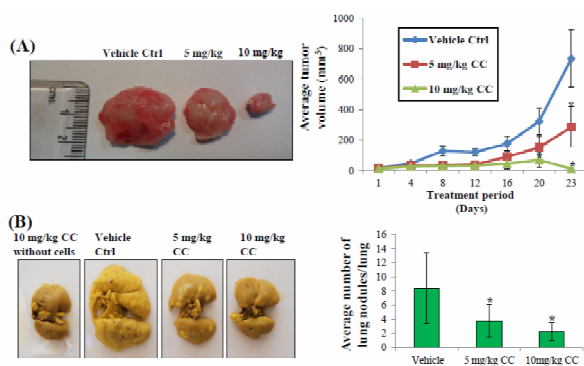 (A)
Vehicle Ctrl 5 mg/kg 10 mg/kg
cms.
1
2
Average tumor
volume (mm³)
1000
800
600
400
200
0
Vehicle Ctrl
5 mg/kg CC
10 mg/kg CC
* * *
1 4 8 12 16 20 23
Treatment period
(Days)
(B)
10 mg/kg CC
without cells
Vehicle
Ctrl
5 mg/kg
CC
10 mg/kg
CC
Average number of
lung nodules/lung
16
14
12
10
8
6
4
2
0
* *
Vehicle 5 mg/kg CC 10mg/kg CC